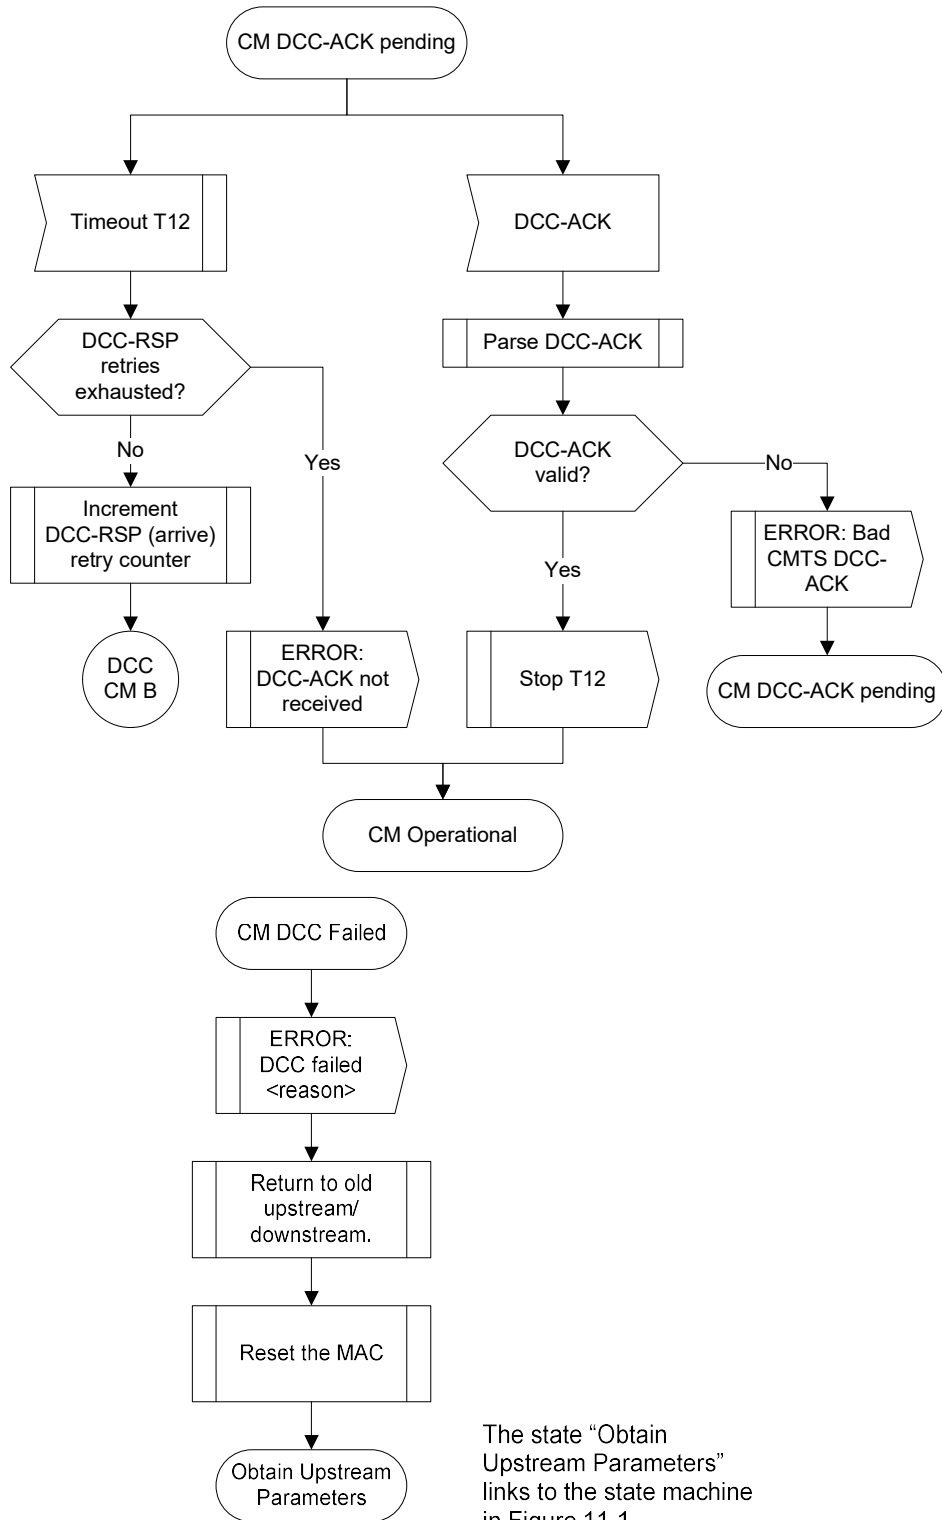 CM DCC-ACK pending
Timeout T12
DCC-ACK
DCC-RSP
retries
exhausted?
Parse DCC-ACK
No
Yes
DCC-ACK
valid?
No
Increment
DCC-RSP (arrive)
retry counter
ERROR: Bad
CMTS DCC-
ACK
Yes
DCC
CM B
ERROR:
DCC-ACK not
received
Stop T12
CM DCC-ACK pending
CM Operational
CM DCC Failed
ERROR:
DCC failed
<reason>
Return to old
upstream/
downstream.
Reset the MAC
Obtain Upstream
Parameters
The state “Obtain
Upstream Parameters”
links to the state machine
in Figure 11-1